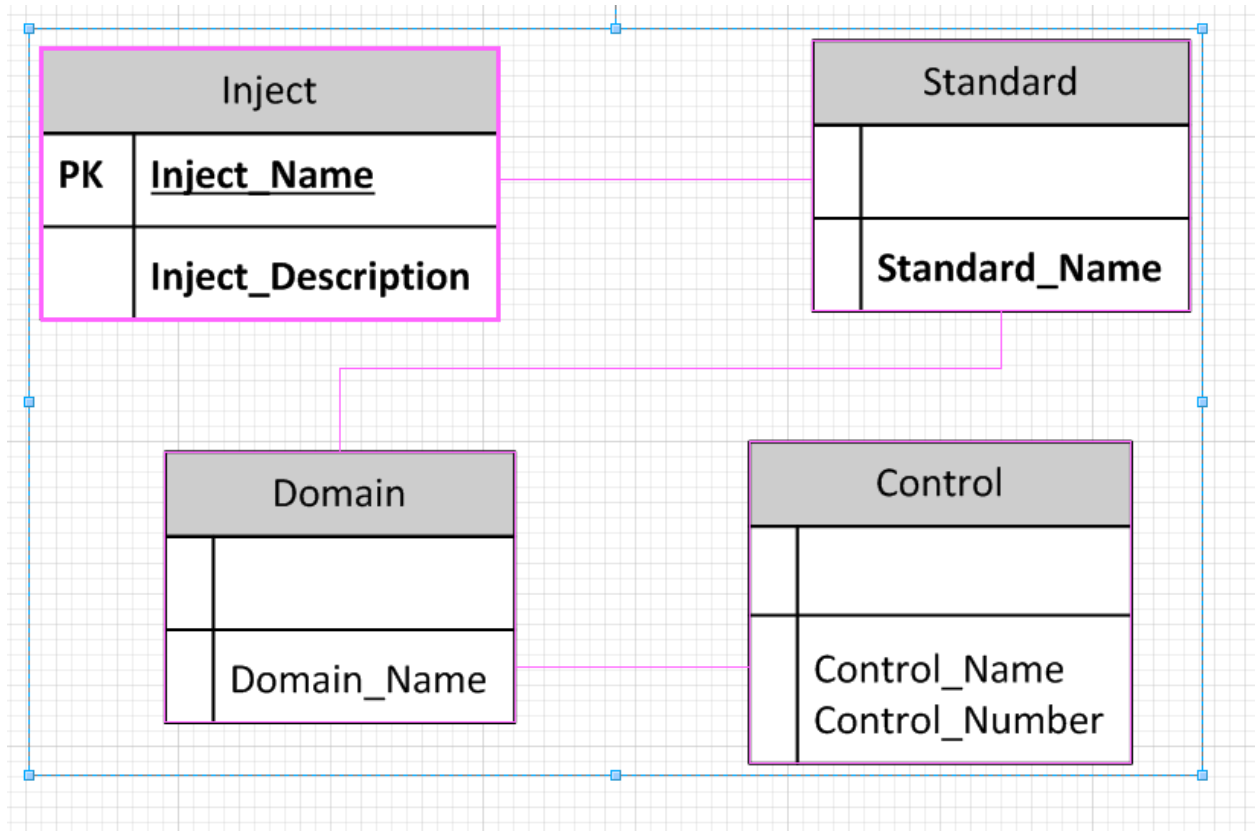 Inject
PK Inject_Name
Inject_Description
Standard
Standard_Name
Domain
Domain_Name
Control
Control_Name
Control_Number